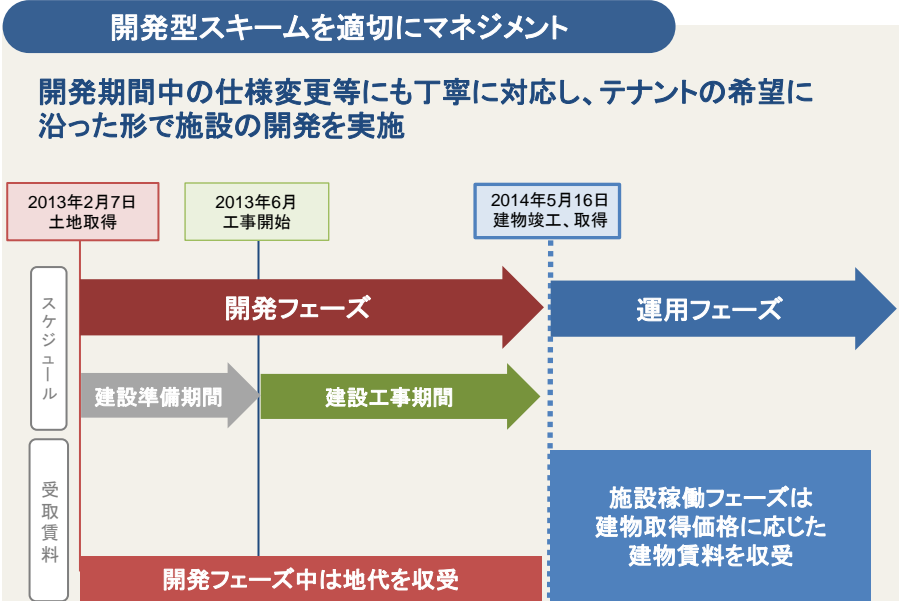 開発型スキームを適切にマネジメント
開発期間中の仕様変更等にも丁寧に対応し、テナントの希望に
沿った形で施設の開発を実施
2013年2月7日
土地取得
2013年6月
工事開始
2014年5月16日
建物竣工、取得
スケジュール
開発フェーズ
運用フェーズ
建設準備期間
建設工事期間
受取賃料
施設稼働フェーズは
建物取得価格に応じた
建物賃料を収受
開発フェーズ中は地代を収受